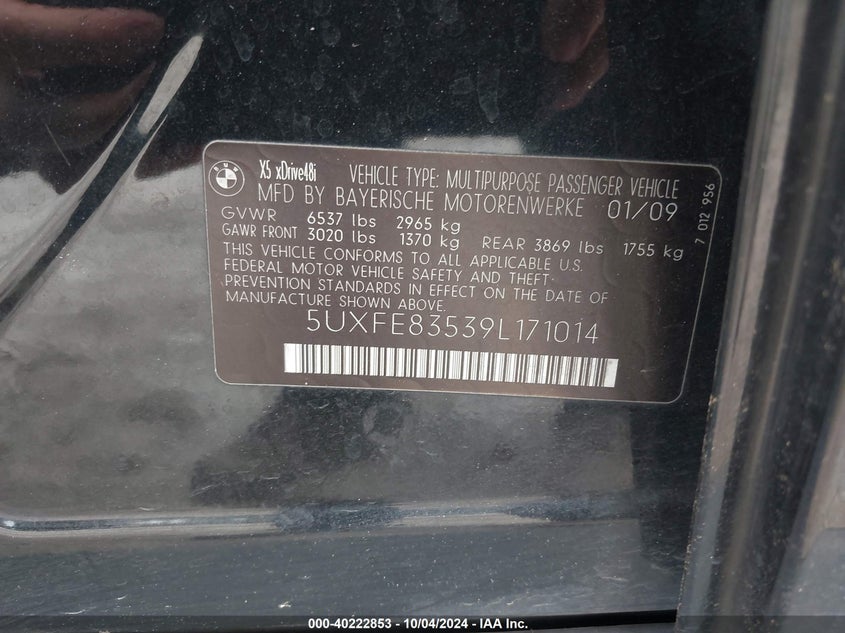 BMW
X5 xDrive48i VEHICLE TYPE: MULTIPURPOSE PASSENGER VEHICLE
MFD BY BAYERISCHE MOTORENWERKE 01/09
GVWR 6537 lbs 2965 kg
GAWR FRONT 3020 lbs 1370 kg REAR 3869 lbs 1755 kg
THIS VEHICLE CONFORMS TO ALL APPLICABLE U.S.
FEDERAL MOTOR VEHICLE SAFETY AND THEFT-
PREVENTION STANDARDS IN EFFECT ON THE DATE OF
MANUFACTURE SHOWN ABOVE.
5UXFE83539L171014
7 012 956
000-40222853 - 10/04/2024 - IAA Inc.